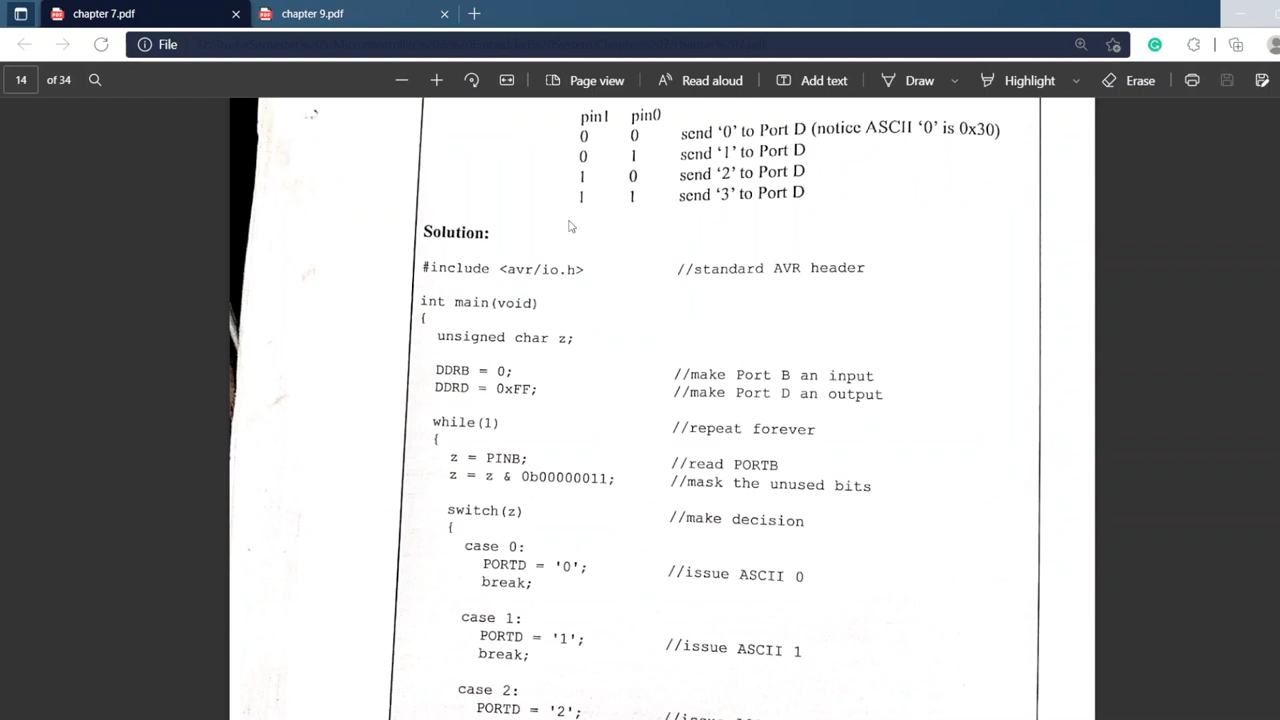 chapter 7.pdf
chapter 9.pdf
File
14 of 34
Page view
Read aloud
Add text
Draw
Highlight
Erase
pin1 pin0
0 0 send ‘0’ to Port D (notice ASCII ‘0’ is 0x30)
0 1 send ‘1’ to Port D
1 0 send ‘2’ to Port D
1 1 send ‘3’ to Port D
Solution:
#include <avr/io.h> //standard AVR header
int main(void)
{
unsigned char z;
DDRB = 0; //make Port B an input
DDRD = 0xFF; //make Port D an output
while(1) //repeat forever
{
z = PINB; //read PORTB
z = z & 0b00000011; //mask the unused bits
switch(z) //make decision
{
case 0:
PORTD = '0'; //issue ASCII 0
break;
case 1:
PORTD = '1'; //issue ASCII 1
break;
case 2:
PORTD = '2'; //issue